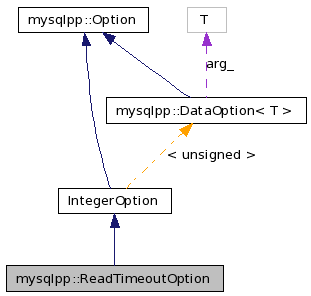 mysqlpp::Option
T
arg_
mysqlpp::DataOption< T >
< unsigned >
IntegerOption
mysqlpp::ReadTimeoutOption